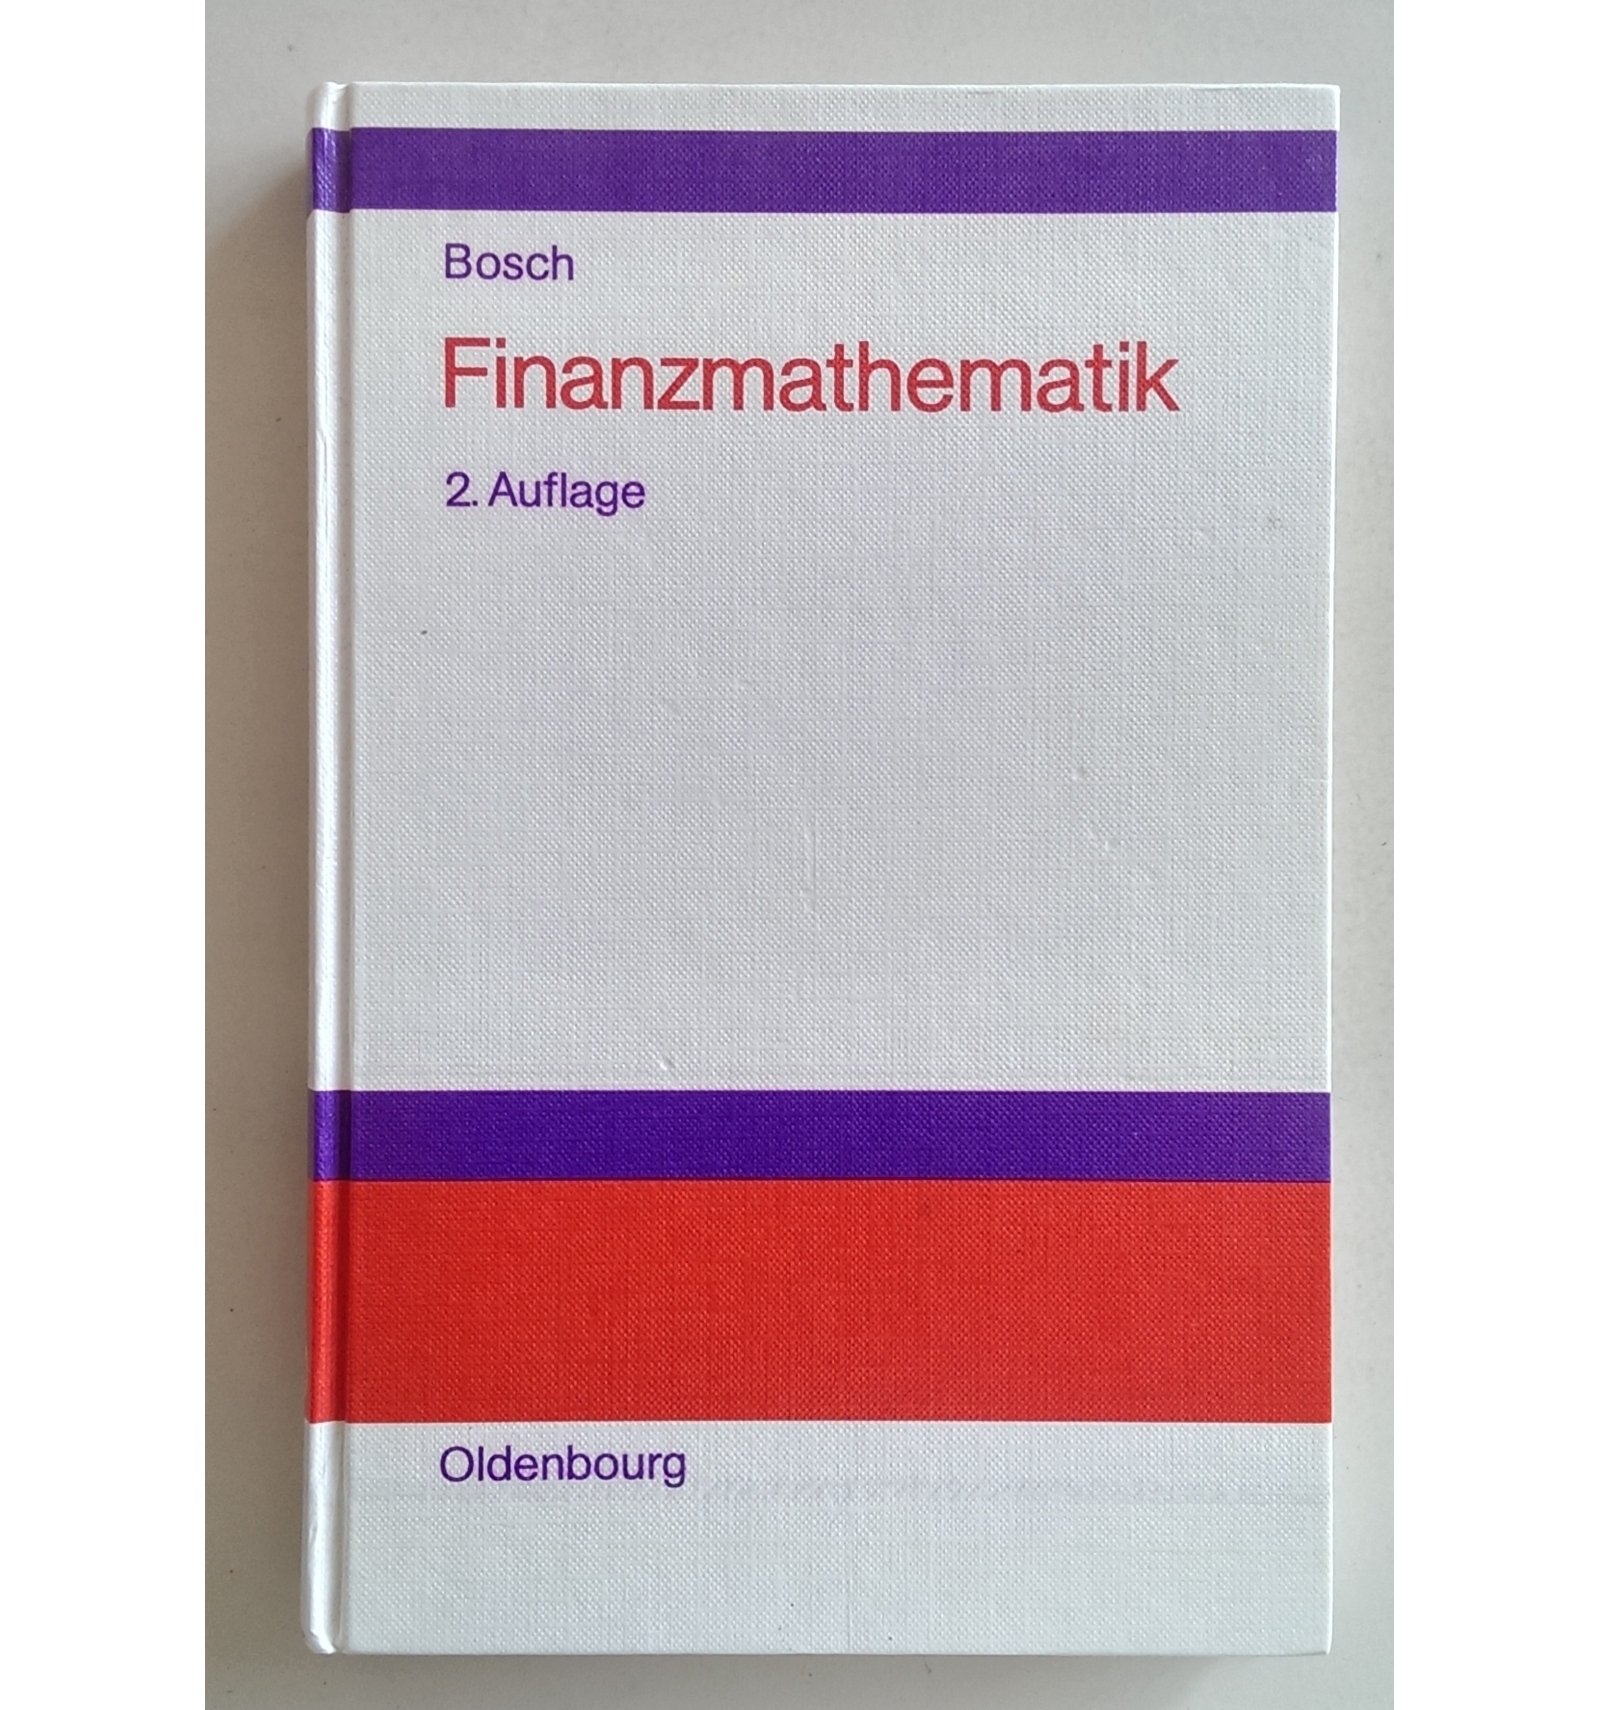 Bosch
Finanzmathematik
2. Auflage
Oldenbourg